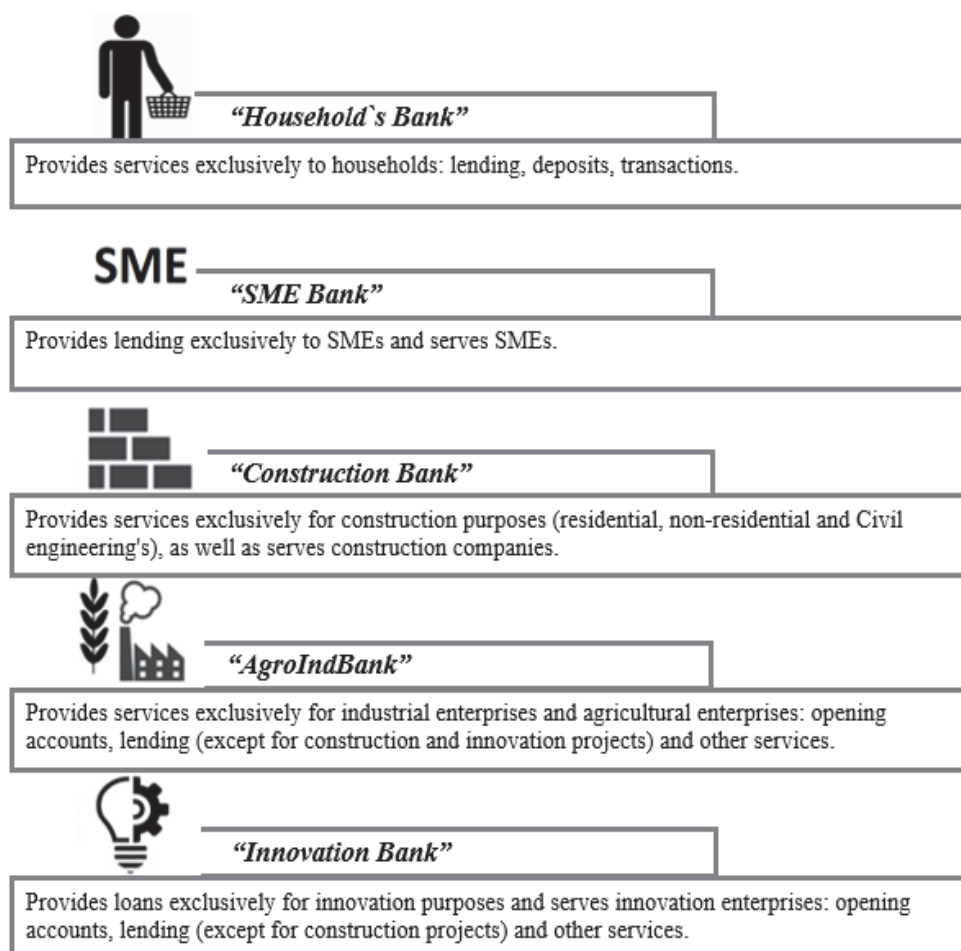 “Household`s Bank”
Provides services exclusively to households: lending, deposits, transactions.
SME
“SME Bank”
Provides lending exclusively to SMEs and serves SMEs.
“Construction Bank”
Provides services exclusively for construction purposes (residential, non-residential and Civil
engineering's), as well as serves construction companies.
“AgroIndBank”
Provides services exclusively for industrial enterprises and agricultural enterprises: opening
accounts, lending (except for construction and innovation projects) and other services.
“Innovation Bank”
Provides loans exclusively for innovation purposes and serves innovation enterprises: opening
accounts, lending (except for construction projects) and other services.